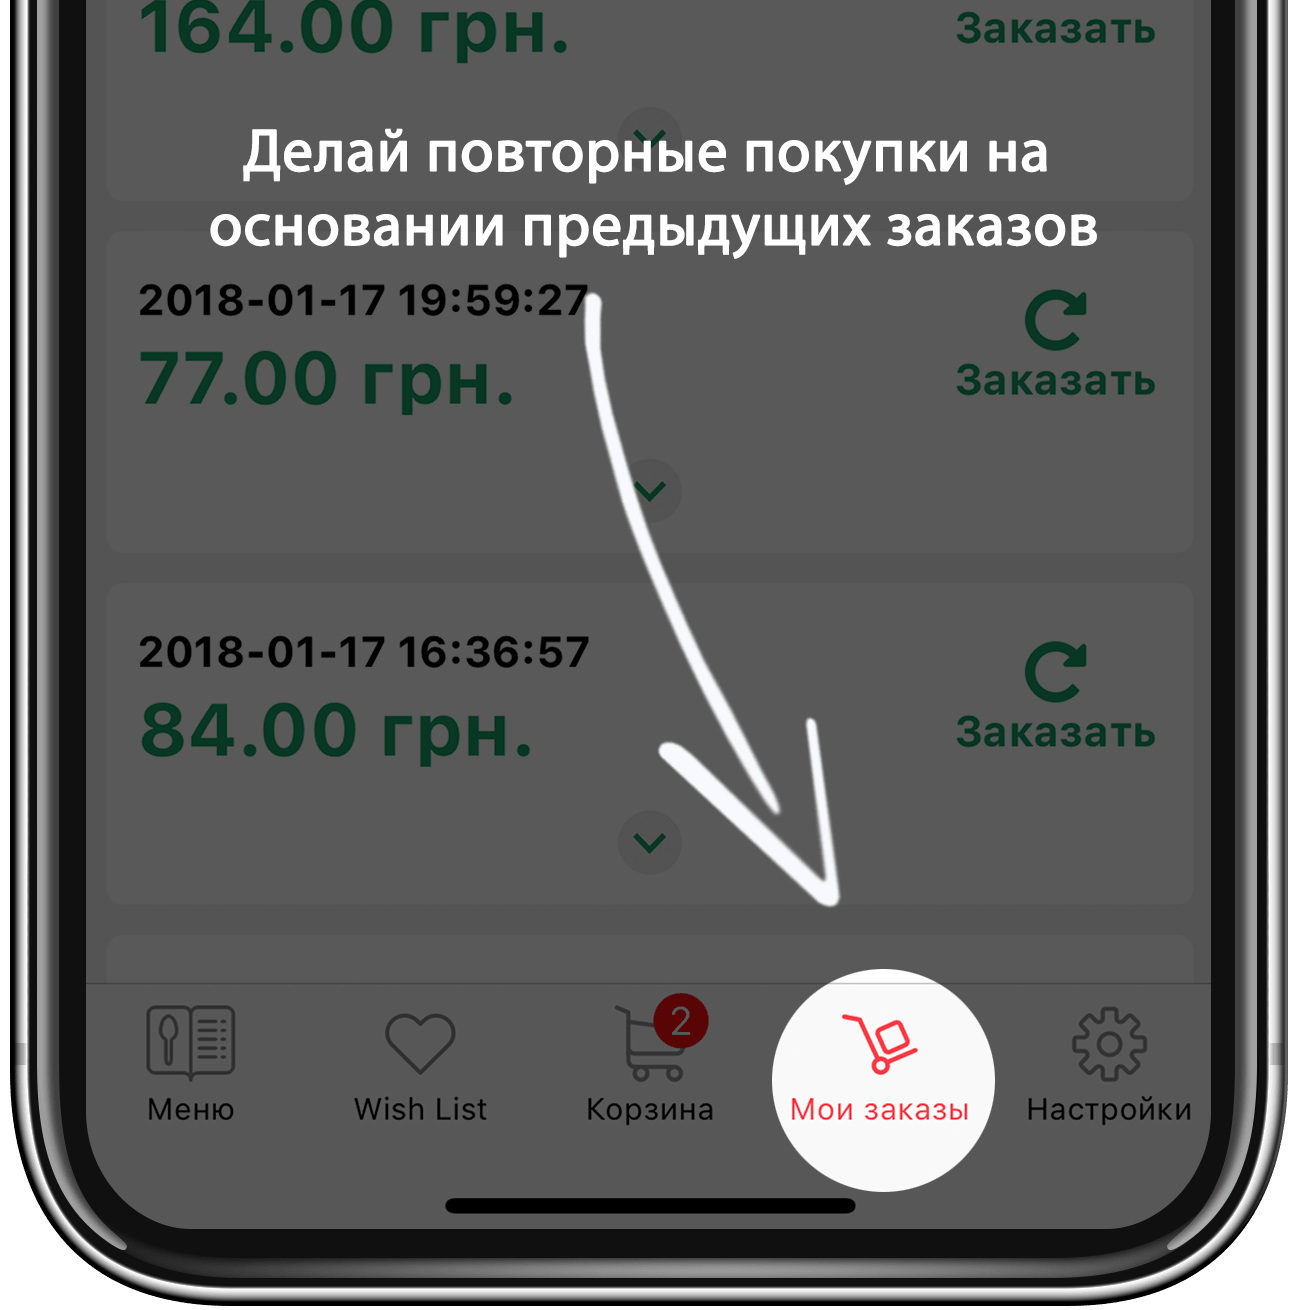 164.00 грн.
Заказать
Делай повторные покупки на
основании предыдущих заказов
2018-01-17 19:59:27
77.00 грн.
Заказать
2018-01-17 16:36:57
84.00 грн.
Заказать
2
Меню
Wish List
Корзина
Мои заказы
Настройки